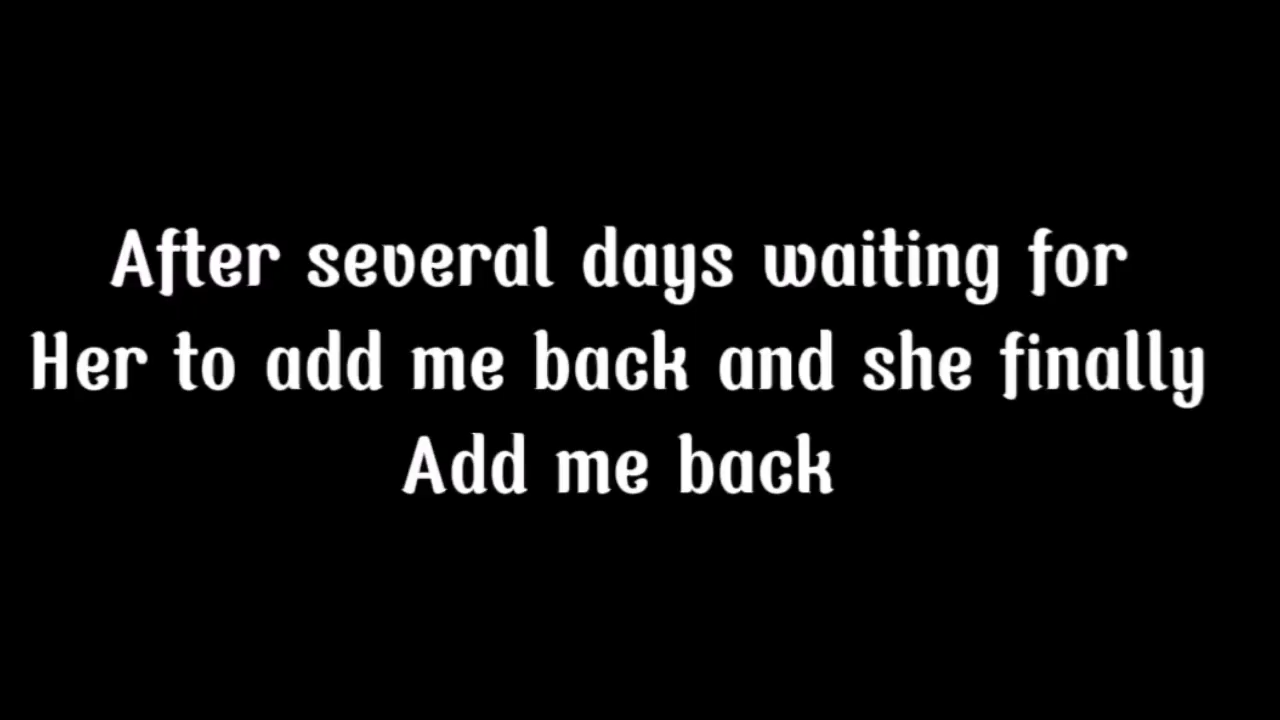 After several days waiting for
Her to add me back and she finally
Add me back